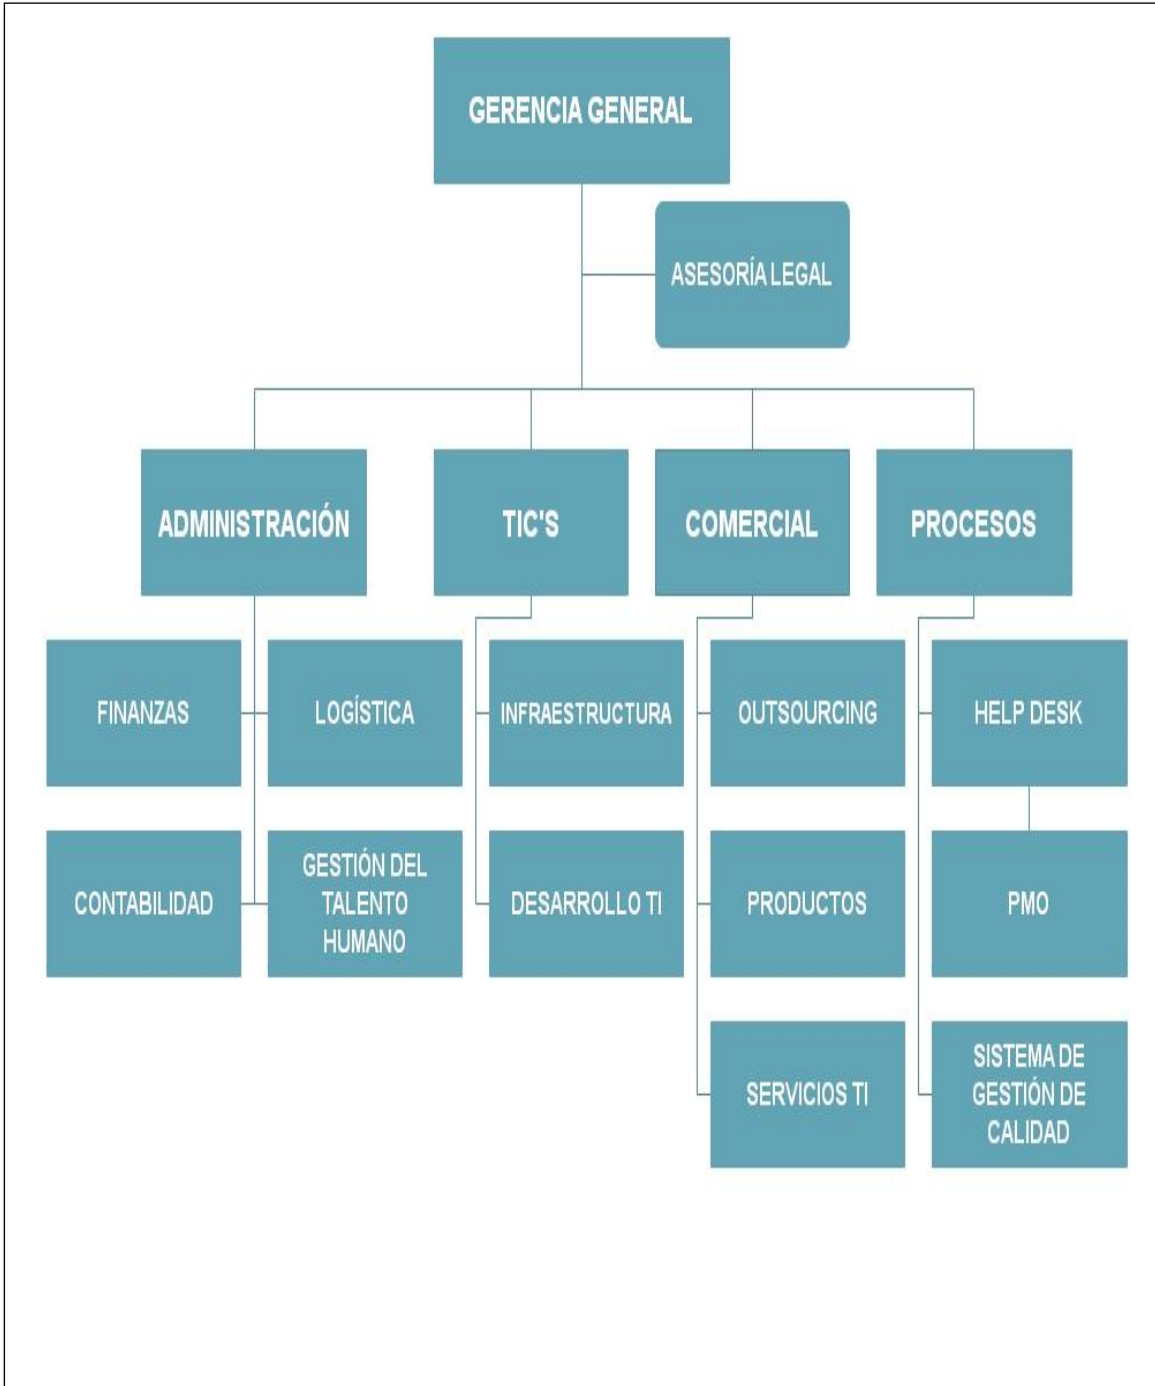 GERENCIA GENERAL
ASESORÍA LEGAL
ADMINISTRACIÓN
TIC'S
COMERCIAL
PROCESOS
FINANZAS
LOGÍSTICA
INFRAESTRUCTURA
OUTSOURCING
HELP DESK
CONTABILIDAD
GESTIÓN DEL
TALENTO
HUMANO
DESARROLLO TI
PRODUCTOS
PMO
SERVICIOS TI
SISTEMA DE
GESTIÓN DE
CALIDAD